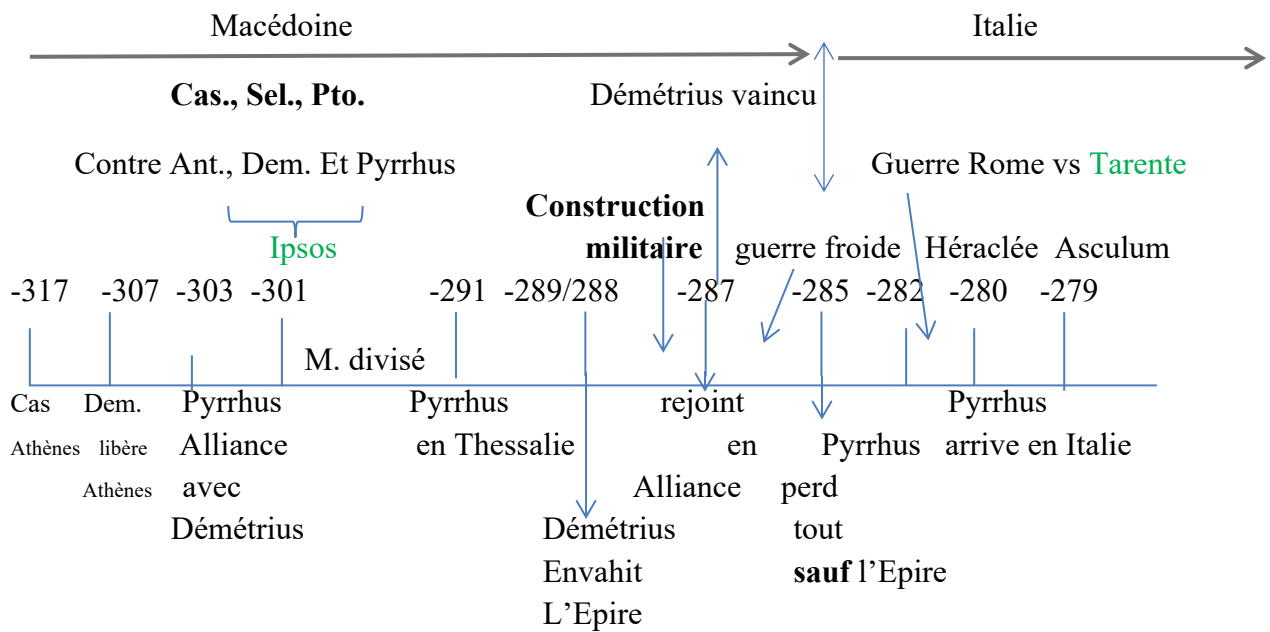 Macédoine Italie
Cas., Sel., Pto. Démétrius vaincu
Contre Ant., Dem. Et Pyrrhus Guerre Rome vs Tarente
Construction
militaire
Ipsos guerre froide Héraclée Asculum
-317 -307 -303 -301 -291 -289/288 -287 -285 -282 -280 -279
M. divisé
Cas Dem. Pyrrhus Pyrrhus rejoint Pyrrhus
Athènes libère Alliance en Thessalie en Pyrrhus arrive en Italie
Athènes avec Alliance perd
Démétrius Démétrius tout
Envahit sauf l’Epire
L’Epire